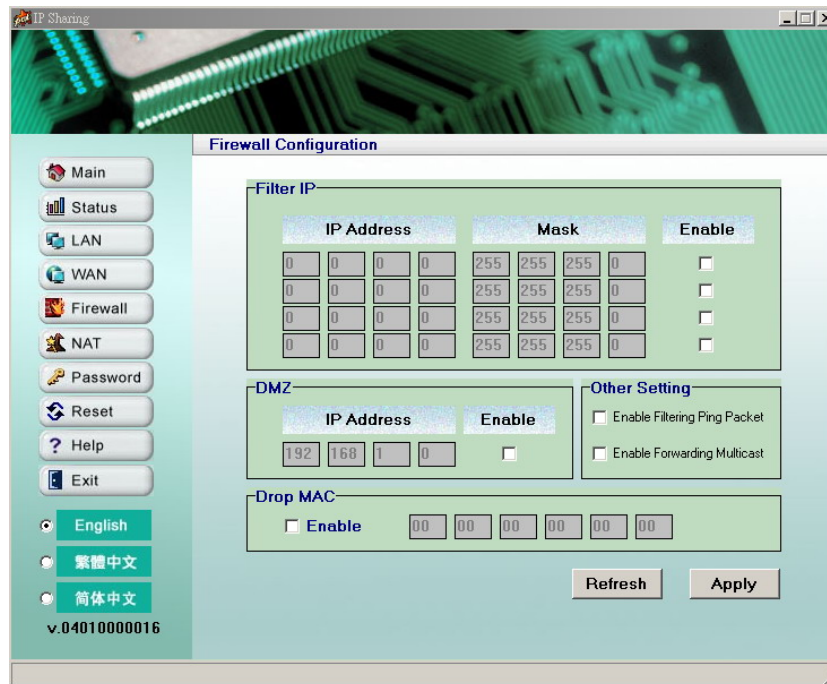 IP Sharing
Firewall Configuration
Main
Status
LAN
WAN
Firewall
NAT
Password
Reset
Help
Exit
English
繁體中文
简体中文
v.04010000016
Filter IP
IP Address Mask Enable
0 0 0 0 255 255 255 0
0 0 0 0 255 255 255 0
0 0 0 0 255 255 255 0
0 0 0 0 255 255 255 0
DMZ
IP Address Enable
192 168 1 0
Other Setting
Enable Filtering Ping Packet
Enable Forwarding Multicast
Drop MAC
Enable 00 00 00 00 00 00
Refresh Apply